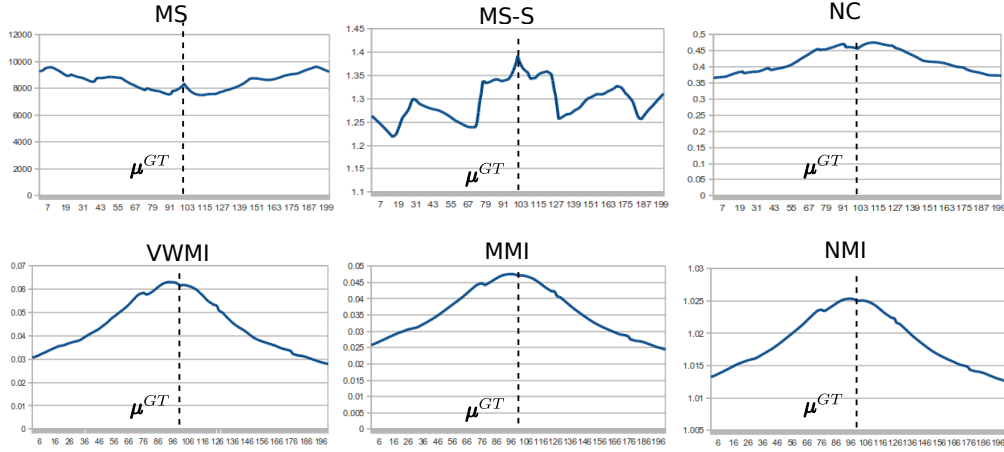 MS
12000
10000
8000
6000
4000
2000
0
μ^GT
7 19 31 43 55 67 79 91 103 115 127 139 151 163 175 187 199
MS-S
1.45
1.4
1.35
1.3
1.25
1.2
1.15
1.1
μ^GT
7 19 31 43 55 67 79 91 103 115 127 139 151 163 175 187 199
NC
0.5
0.45
0.4
0.35
0.3
0.25
0.2
0.15
0.1
0.05
0
μ^GT
7 19 31 43 55 67 79 91 103 115 127 139 151 163 175 187 199
VWMI
0.07
0.06
0.05
0.04
0.03
0.02
0.01
0
μ^GT
6 16 26 36 46 56 66 76 86 96 106 116 126 136 146 156 166 176 186 196
MMI
0.05
0.045
0.04
0.035
0.03
0.025
0.02
0.015
0.01
0.005
0
μ^GT
6 16 26 36 46 56 66 76 86 96 106 116 126 136 146 156 166 176 186 196
NMI
1.03
1.025
1.02
1.015
1.01
1.005
μ^GT
6 16 26 36 46 56 66 76 86 96 106 116 126 136 146 156 166 176 186 196